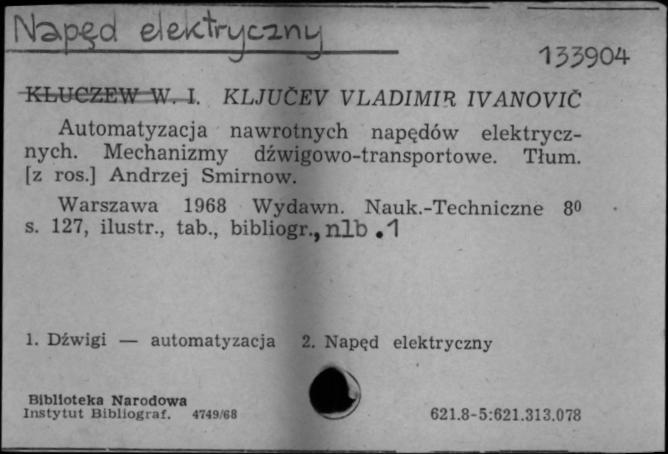 Napęd elektryczny
133904
KLUCZEW W. I. KLJUČEV VLADIMIR IVANOVIČ
Automatyzacja nawrotnych napędów elektrycz-
nych. Mechanizmy dźwigowo-transportowe. Tłum.
[z ros.] Andrzej Smirnow.
Warszawa 1968 Wydawn. Nauk.-Techniczne 8⁰
s. 127, ilustr., tab., bibliogr., nlb .1
1. Dźwigi — automatyzacja 2. Napęd elektryczny
Biblioteka Narodowa
Instytut Bibliograf. 4749/68 621.8-5:621.313.078